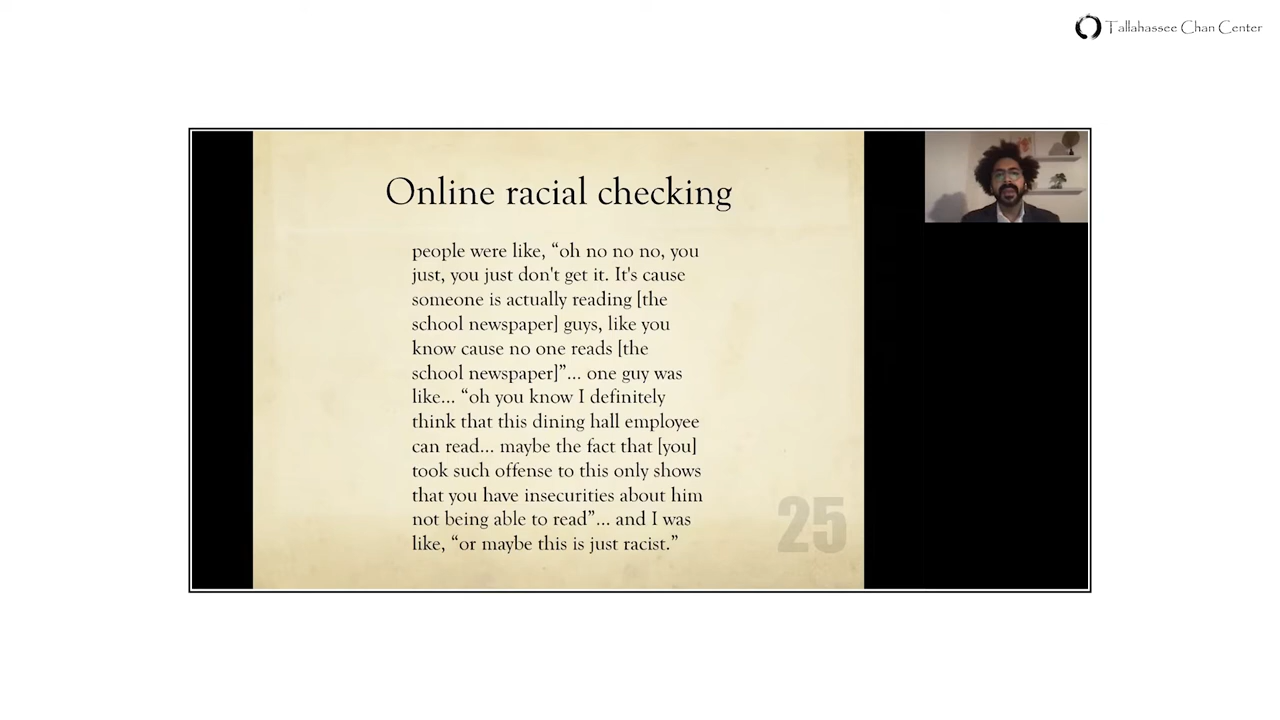 Tallahassee Chan Center
Online racial checking
people were like, “oh no no no, you
just, you just don't get it. It's cause
someone is actually reading [the
school newspaper] guys, like you
know cause no one reads [the
school newspaper]”... one guy was
like... “oh you know I definitely
think that this dining hall employee
can read... maybe the fact that [you]
took such offense to this only shows
that you have insecurities about him
not being able to read”... and I was
like, “or maybe this is just racist.”
25